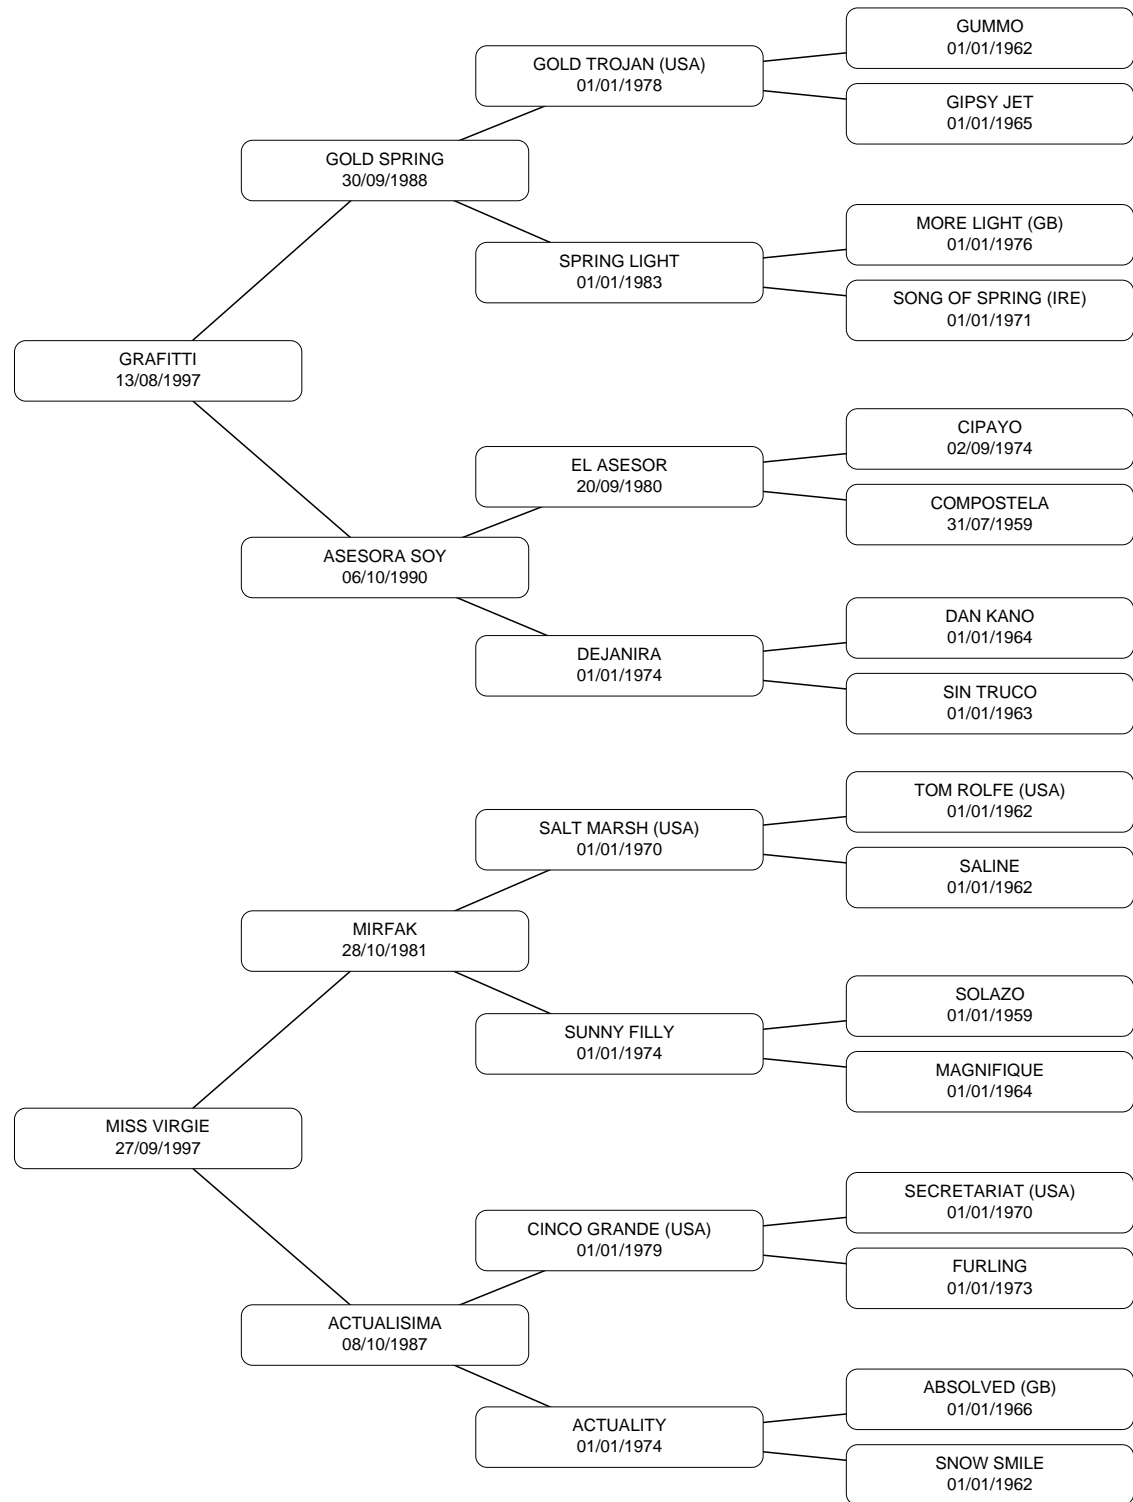 GUMMO
01/01/1962
GOLD TROJAN (USA)
01/01/1978
GIPSY JET
01/01/1965
GOLD SPRING
30/09/1988
MORE LIGHT (GB)
01/01/1976
SPRING LIGHT
01/01/1983
SONG OF SPRING (IRE)
01/01/1971
GRAFITTI
13/08/1997
CIPAYO
02/09/1974
EL ASESOR
20/09/1980
COMPOSTELA
31/07/1959
ASESORA SOY
06/10/1990
DAN KANO
01/01/1964
DEJANIRA
01/01/1974
SIN TRUCO
01/01/1963
TOM ROLFE (USA)
01/01/1962
SALT MARSH (USA)
01/01/1970
SALINE
01/01/1962
MIRFAK
28/10/1981
SOLAZO
01/01/1959
SUNNY FILLY
01/01/1974
MAGNIFIQUE
01/01/1964
MISS VIRGIE
27/09/1997
SECRETARIAT (USA)
01/01/1970
CINCO GRANDE (USA)
01/01/1979
FURLING
01/01/1973
ACTUALISIMA
08/10/1987
ABSOLVED (GB)
01/01/1966
ACTUALITY
01/01/1974
SNOW SMILE
01/01/1962